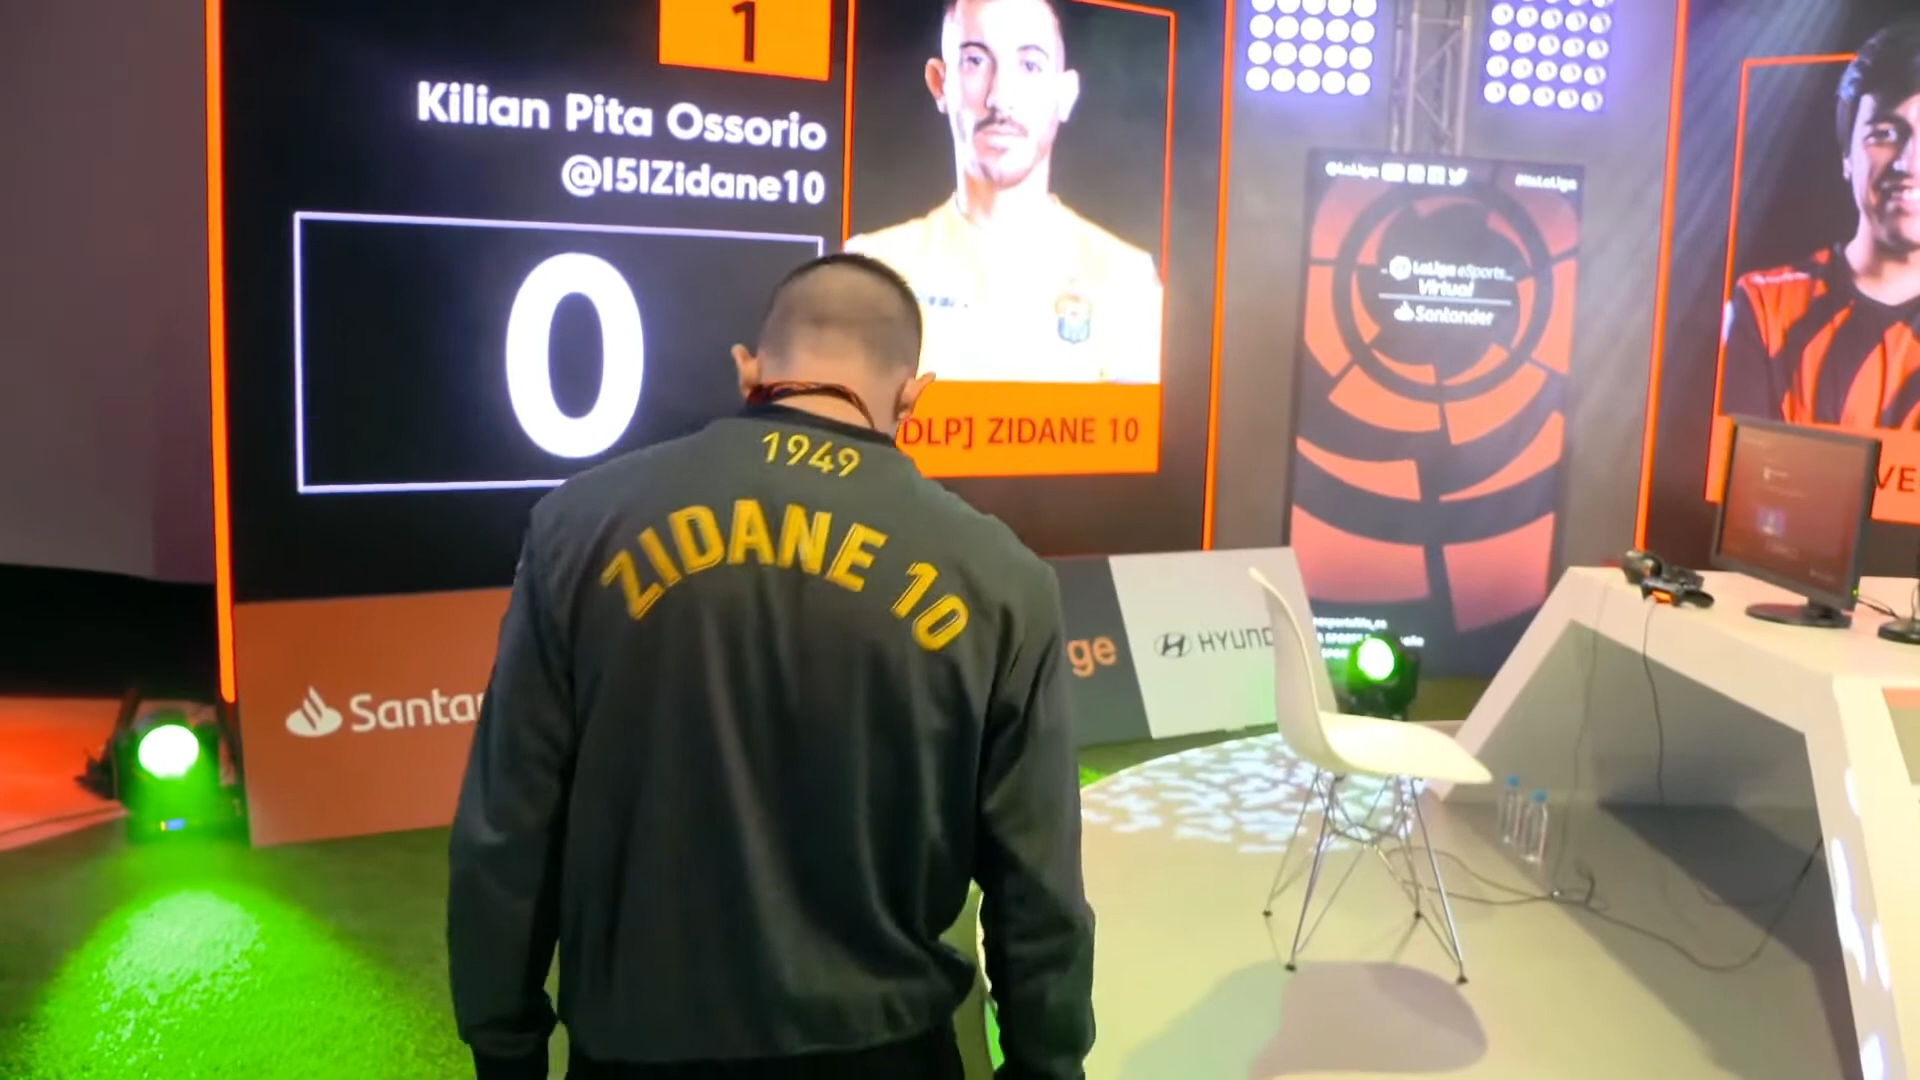 1
Kilian Pita Ossorio
@I5IZidane10
0
DLP] ZIDANE 10
1949
ZIDANE 10
Santa
ge
HYUND
@LaLiga
LaLiga eSports
Virtual
Santander
VE